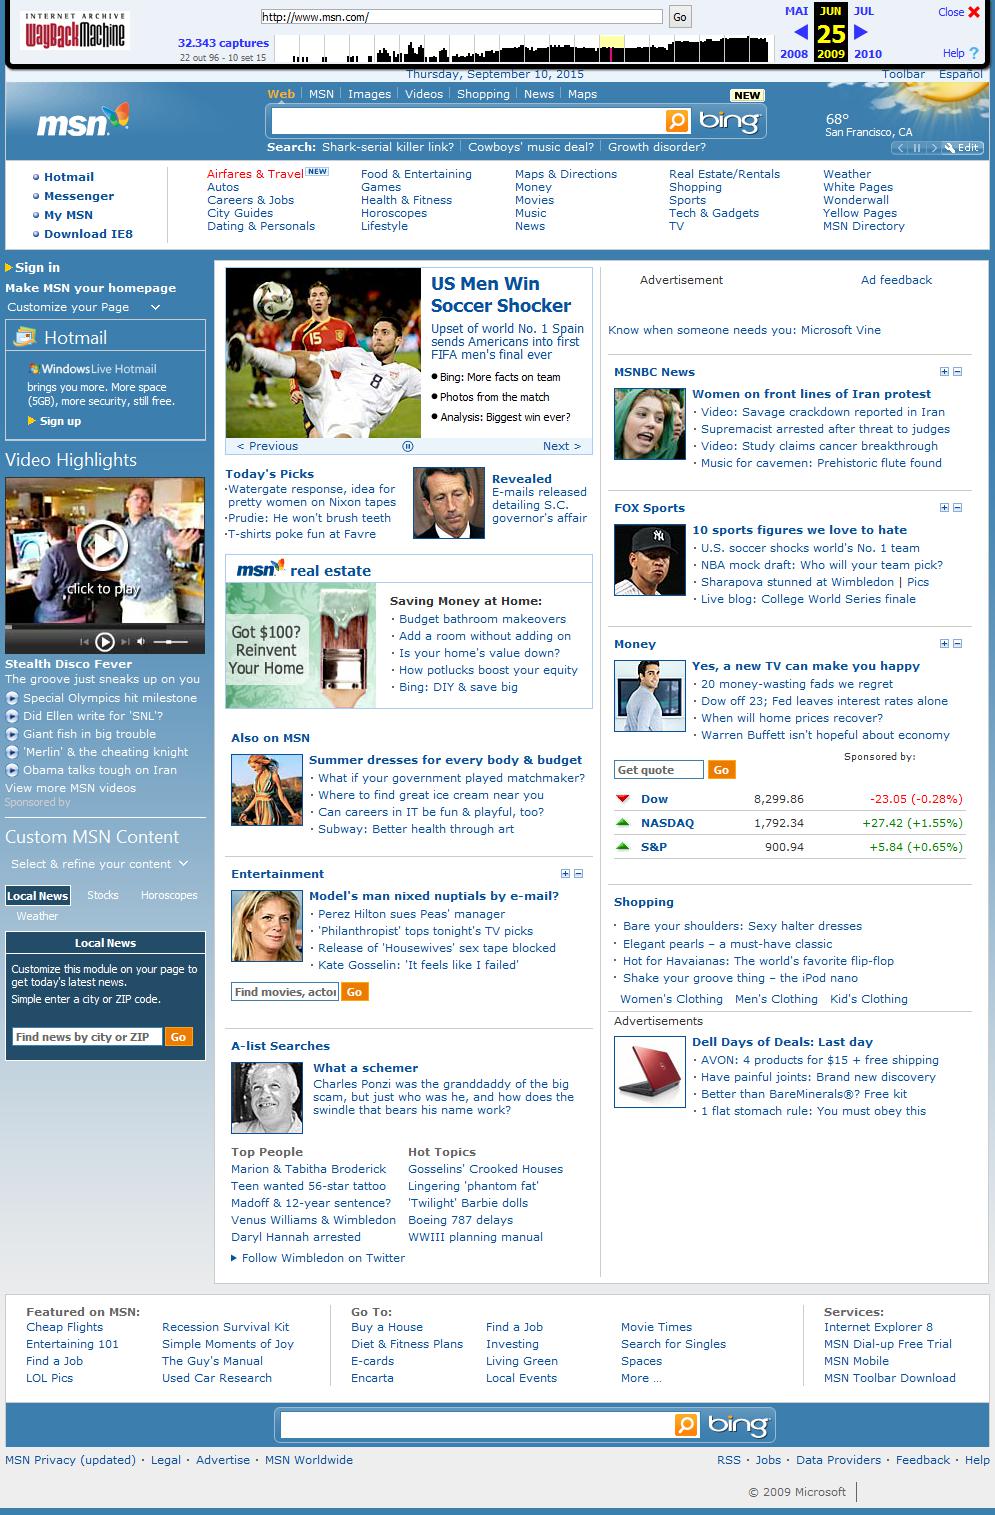 INTERNET ARCHIVE
WayBackMachine
http://www.msn.com/
Go
32.343 captures
22 out 96 - 10 set 15
MAI JUN JUL
25
2008 2009 2010
Close
Help ?
Thursday, September 10, 2015
Toolbar Español
msn
Web MSN Images Videos Shopping News Maps
NEW
bing
Search: Shark-serial killer link? Cowboys' music deal? Growth disorder?
68°
San Francisco, CA
Edit
Hotmail
Messenger
My MSN
Download IE8
Airfares & Travel NEW
Autos
Careers & Jobs
City Guides
Dating & Personals
Food & Entertaining
Games
Health & Fitness
Horoscopes
Lifestyle
Maps & Directions
Money
Movies
Music
News
Real Estate/Rentals
Shopping
Sports
Tech & Gadgets
TV
Weather
White Pages
Wonderwall
Yellow Pages
MSN Directory
Sign in
Make MSN your homepage
Customize your Page
Hotmail
WindowsLive Hotmail
brings you more. More space
(5GB), more security, still free.
Sign up
Video Highlights
click to play
Stealth Disco Fever
The groove just sneaks up on you
Special Olympics hit milestone
Did Ellen write for 'SNL'?
Giant fish in big trouble
'Merlin' & the cheating knight
Obama talks tough on Iran
View more MSN videos
Sponsored by
Custom MSN Content
Select & refine your content
Local News Stocks Horoscopes
Weather
Local News
Customize this module on your page to
get today's latest news.
Simple enter a city or ZIP code.
Find news by city or ZIP Go
15
8
US Men Win
Soccer Shocker
Upset of world No. 1 Spain
sends Americans into first
FIFA men's final ever
• Bing: More facts on team
• Photos from the match
• Analysis: Biggest win ever?
< Previous Next >
Today's Picks
·Watergate response, idea for
pretty women on Nixon tapes
·Prudie: He won't brush teeth
·T-shirts poke fun at Favre
Revealed
E-mails released
detailing S.C.
governor's affair
msn real estate
Got $100?
Reinvent
Your Home
Saving Money at Home:
· Budget bathroom makeovers
· Add a room without adding on
· Is your home's value down?
· How potlucks boost your equity
· Bing: DIY & save big
Also on MSN
Summer dresses for every body & budget
· What if your government played matchmaker?
· Where to find great ice cream near you
· Can careers in IT be fun & playful, too?
· Subway: Better health through art
Entertainment
Model's man nixed nuptials by e-mail?
· Perez Hilton sues Peas' manager
· 'Philanthropist' tops tonight's TV picks
· Release of 'Housewives' sex tape blocked
· Kate Gosselin: 'It feels like I failed'
Find movies, actor Go
A-list Searches
What a schemer
Charles Ponzi was the granddaddy of the big
scam, but just who was he, and how does the
swindle that bears his name work?
Top People
Marion & Tabitha Broderick
Teen wanted 56-star tattoo
Madoff & 12-year sentence?
Venus Williams & Wimbledon
Daryl Hannah arrested
Hot Topics
Gosselins' Crooked Houses
Lingering 'phantom fat'
'Twilight' Barbie dolls
Boeing 787 delays
WWIII planning manual
Follow Wimbledon on Twitter
Advertisement Ad feedback
Know when someone needs you: Microsoft Vine
MSNBC News
Women on front lines of Iran protest
· Video: Savage crackdown reported in Iran
· Supremacist arrested after threat to judges
· Video: Study claims cancer breakthrough
· Music for cavemen: Prehistoric flute found
FOX Sports
10 sports figures we love to hate
· U.S. soccer shocks world's No. 1 team
· NBA mock draft: Who will your team pick?
· Sharapova stunned at Wimbledon | Pics
· Live blog: College World Series finale
Money
Yes, a new TV can make you happy
· 20 money-wasting fads we regret
· Dow off 23; Fed leaves interest rates alone
· When will home prices recover?
· Warren Buffett isn't hopeful about economy
Sponsored by:
Get quote Go
Dow 8,299.86 -23.05 (-0.28%)
NASDAQ 1,792.34 +27.42 (+1.55%)
S&P 900.94 +5.84 (+0.65%)
Shopping
· Bare your shoulders: Sexy halter dresses
· Elegant pearls – a must-have classic
· Hot for Havaianas: The world's favorite flip-flop
· Shake your groove thing – the iPod nano
Women's Clothing Men's Clothing Kid's Clothing
Advertisements
Dell Days of Deals: Last day
· AVON: 4 products for $15 + free shipping
· Have painful joints: Brand new discovery
· Better than BareMinerals®? Free kit
· 1 flat stomach rule: You must obey this
Featured on MSN:
Cheap Flights
Entertaining 101
Find a Job
LOL Pics
Recession Survival Kit
Simple Moments of Joy
The Guy's Manual
Used Car Research
Go To:
Buy a House
Diet & Fitness Plans
E-cards
Encarta
Find a Job
Investing
Living Green
Local Events
Movie Times
Search for Singles
Spaces
More ...
Services:
Internet Explorer 8
MSN Dial-up Free Trial
MSN Mobile
MSN Toolbar Download
bing
MSN Privacy (updated) · Legal · Advertise · MSN Worldwide
RSS · Jobs · Data Providers · Feedback · Help
© 2009 Microsoft